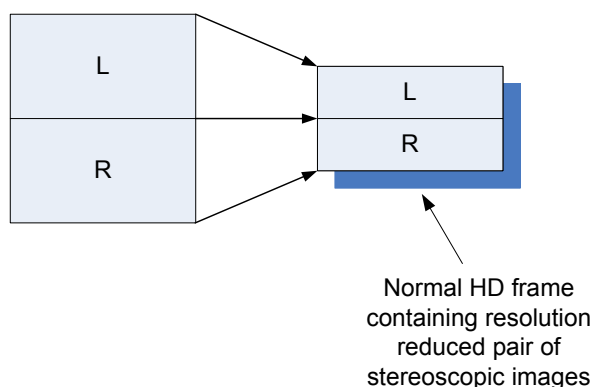 L
R
L
R
Normal HD frame
containing resolution
reduced pair of
stereoscopic images